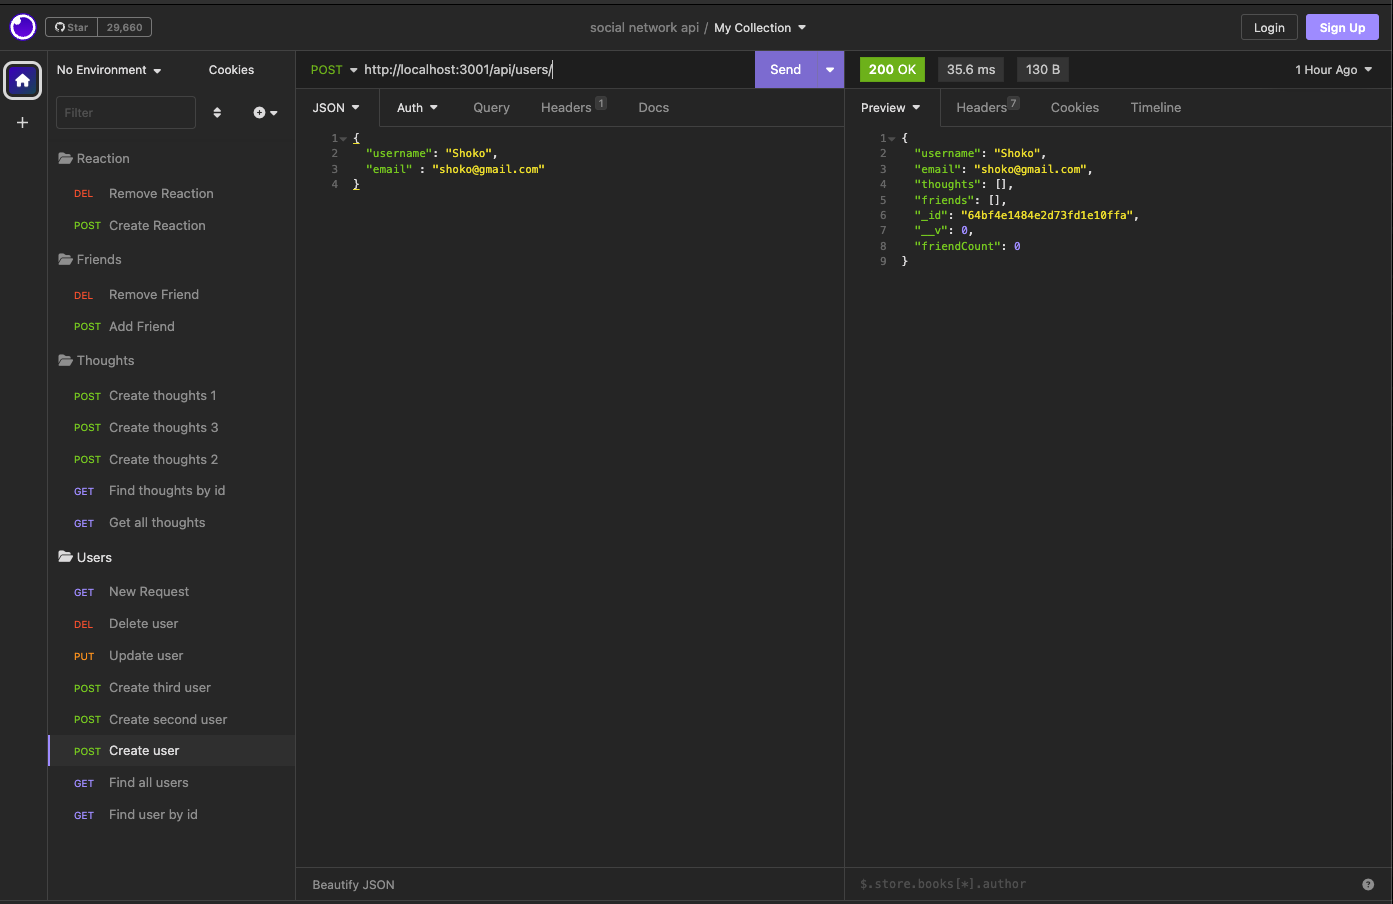 Star 29,660
social network api / My Collection
Login
Sign Up
No Environment
Cookies
Filter
Reaction
DEL Remove Reaction
POST Create Reaction
Friends
DEL Remove Friend
POST Add Friend
Thoughts
POST Create thoughts 1
POST Create thoughts 3
POST Create thoughts 2
GET Find thoughts by id
GET Get all thoughts
Users
GET New Request
DEL Delete user
PUT Update user
POST Create third user
POST Create second user
POST Create user
GET Find all users
GET Find user by id
POST http://localhost:3001/api/users/
Send
JSON Auth Query Headers 1 Docs
1 {
2 "username": "Shoko",
3 "email" : "shoko@gmail.com"
4 }
Beautify JSON
200 OK 35.6 ms 130 B 1 Hour Ago
Preview Headers 7 Cookies Timeline
1 {
2 "username": "Shoko",
3 "email": "shoko@gmail.com",
4 "thoughts": [],
5 "friends": [],
6 "_id": "64bf4e1484e2d73fd1e10ffa",
7 "__v": 0,
8 "friendCount": 0
9 }
$.store.books[*].author
?